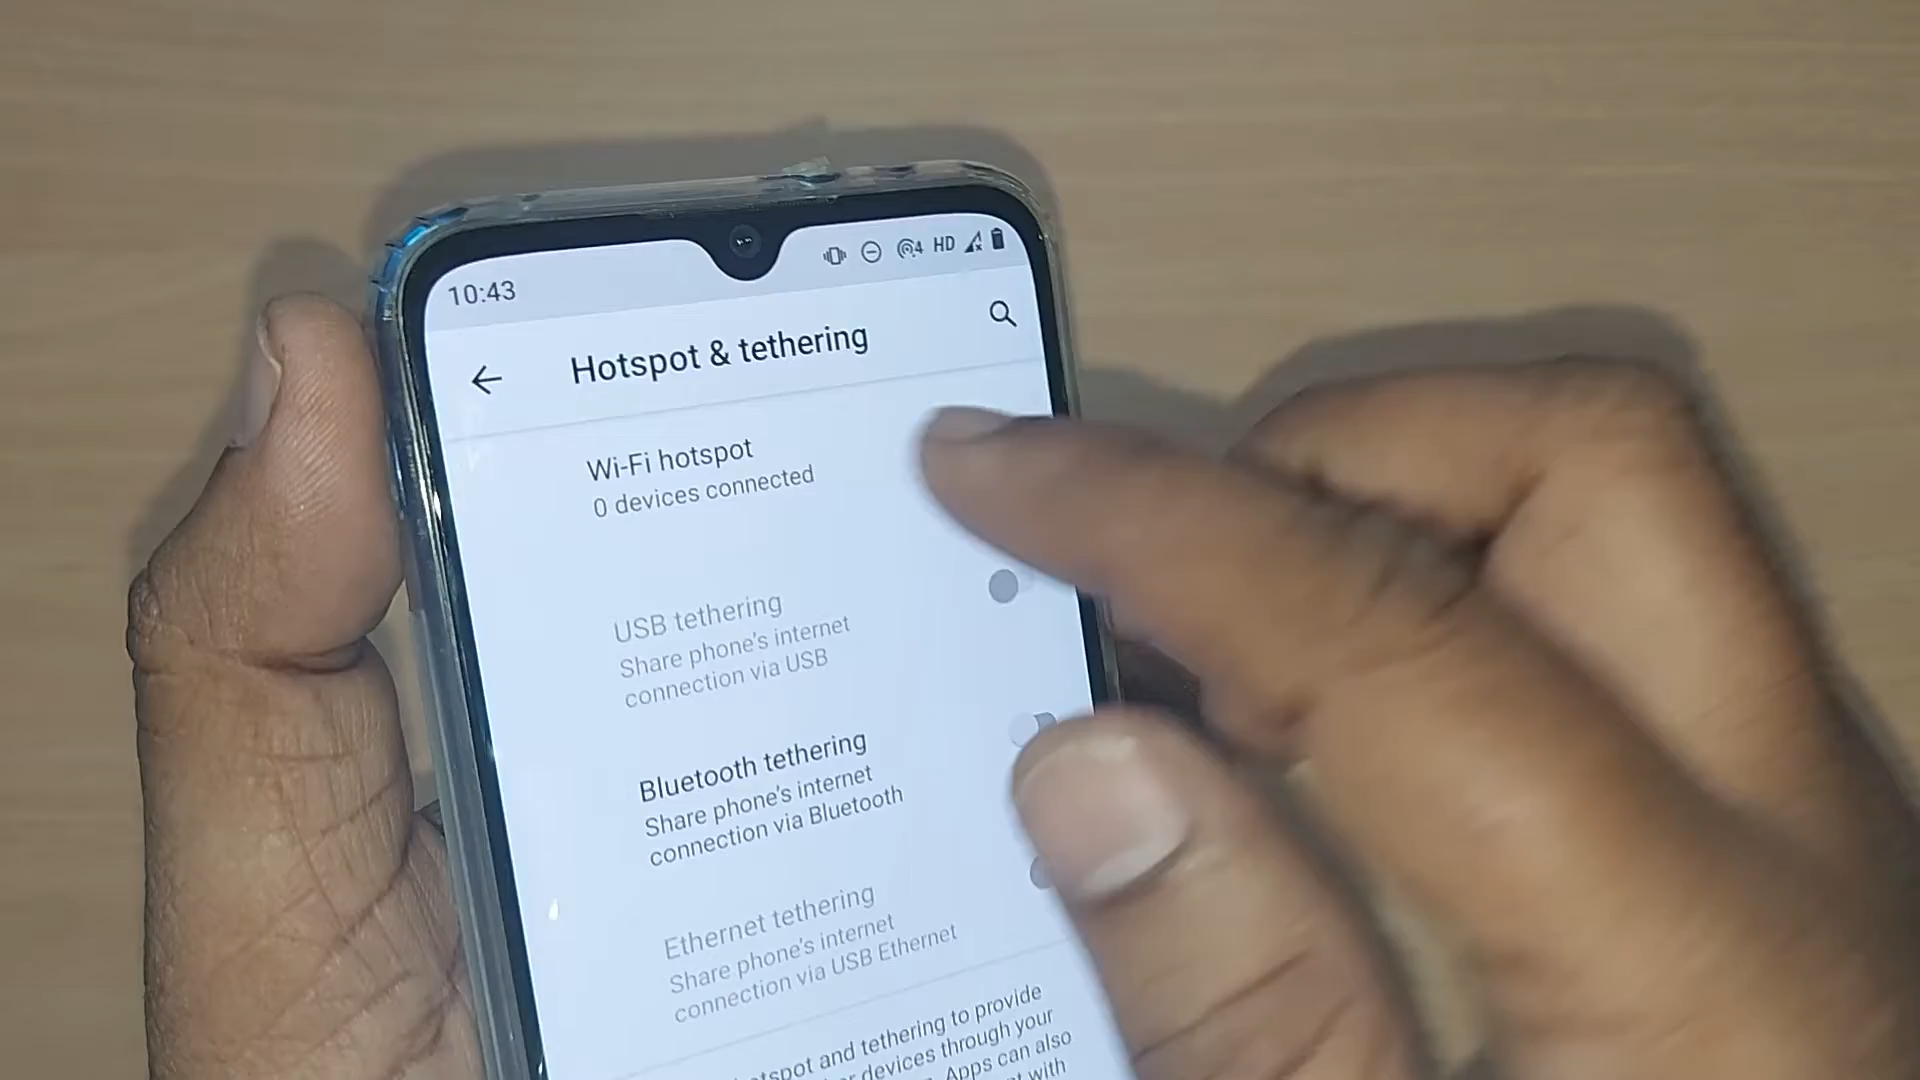 10:43
4 HD
Hotspot & tethering
Wi-Fi hotspot
0 devices connected
USB tethering
Share phone's internet
connection via USB
Bluetooth tethering
Share phone's internet
connection via Bluetooth
Ethernet tethering
Share phone's internet
connection via USB Ethernet
and tethering to provide
devices through your
Apps can also
with